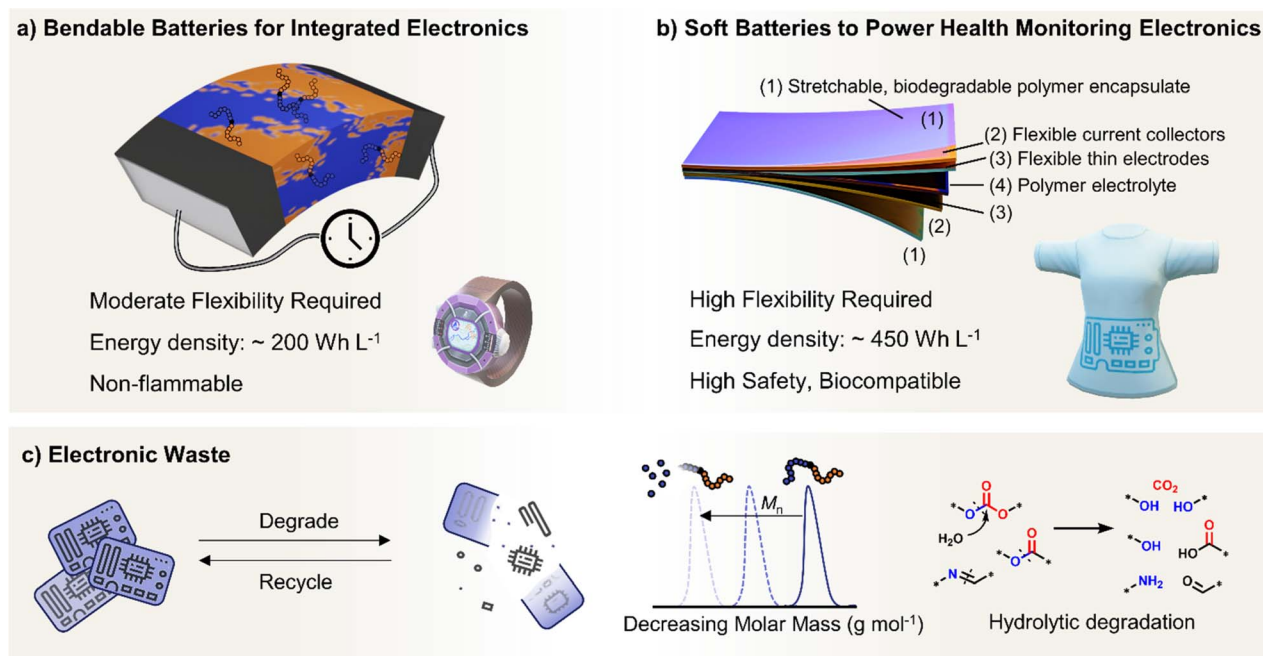 a) Bendable Batteries for Integrated Electronics
Moderate Flexibility Required
Energy density: ~ 200 Wh L⁻¹
Non-flammable
b) Soft Batteries to Power Health Monitoring Electronics
(1) Stretchable, biodegradable polymer encapsulate
(1)
(2) Flexible current collectors
(3) Flexible thin electrodes
(4) Polymer electrolyte
(3)
(2)
(1)
High Flexibility Required
Energy density: ~ 450 Wh L⁻¹
High Safety, Biocompatible
c) Electronic Waste
Degrade
Recycle
Mn
Decreasing Molar Mass (g mol⁻¹)
O
*O O*
H₂O
O
*O *
*N *
CO₂
*OH HO*
*OH
O
HO *
*NH₂ O *
Hydrolytic degradation